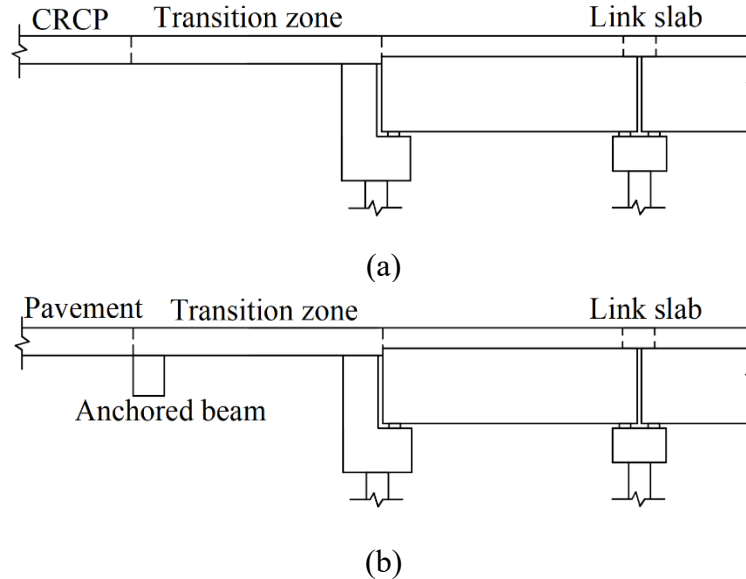 CRCP Transition zone Link slab
(a)
Pavement Transition zone Link slab
Anchored beam
(b)